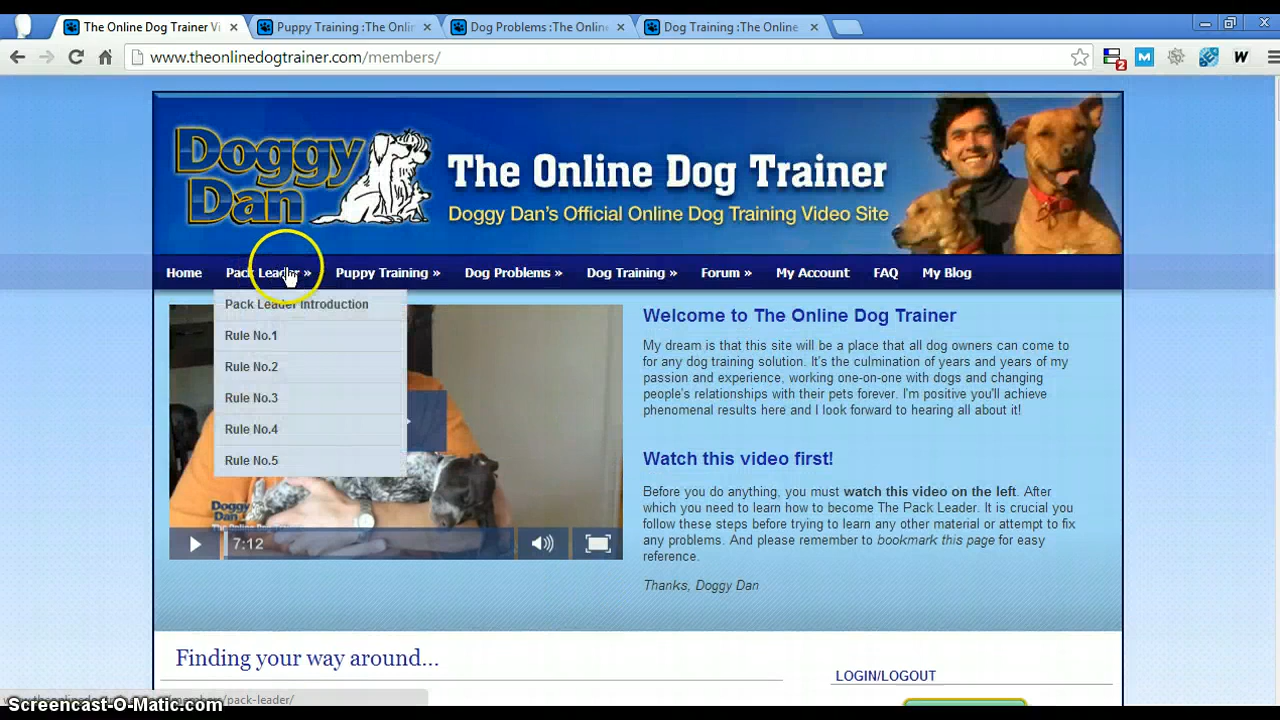 The Online Dog Trainer Vi
Puppy Training :The Onlin
Dog Problems :The Online
Dog Training :The Online
www.theonlinedogtrainer.com/members/
2
M
W
Doggy
Dan
The Online Dog Trainer
Doggy Dan's Official Online Dog Training Video Site
Home Pack Leader » Puppy Training » Dog Problems » Dog Training » Forum » My Account FAQ My Blog
Pack Leader Introduction
Rule No.1
Rule No.2
Rule No.3
Rule No.4
Rule No.5
Doggy
Dan
7:12
Welcome to The Online Dog Trainer
My dream is that this site will be a place that all dog owners can come to
for any dog training solution. It's the culmination of years and years of my
passion and experience, working one-on-one with dogs and changing
people's relationships with their pets forever. I'm positive you'll achieve
phenomenal results here and I look forward to hearing all about it!
Watch this video first!
Before you do anything, you must watch this video on the left. After
which you need to learn how to become The Pack Leader. It is crucial you
follow these steps before trying to learn any other material or attempt to fix
any problems. And please remember to bookmark this page for easy
reference.
Thanks, Doggy Dan
Finding your way around...
LOGIN/LOGOUT
members/pack-leader/
Screencast-O-Matic.com